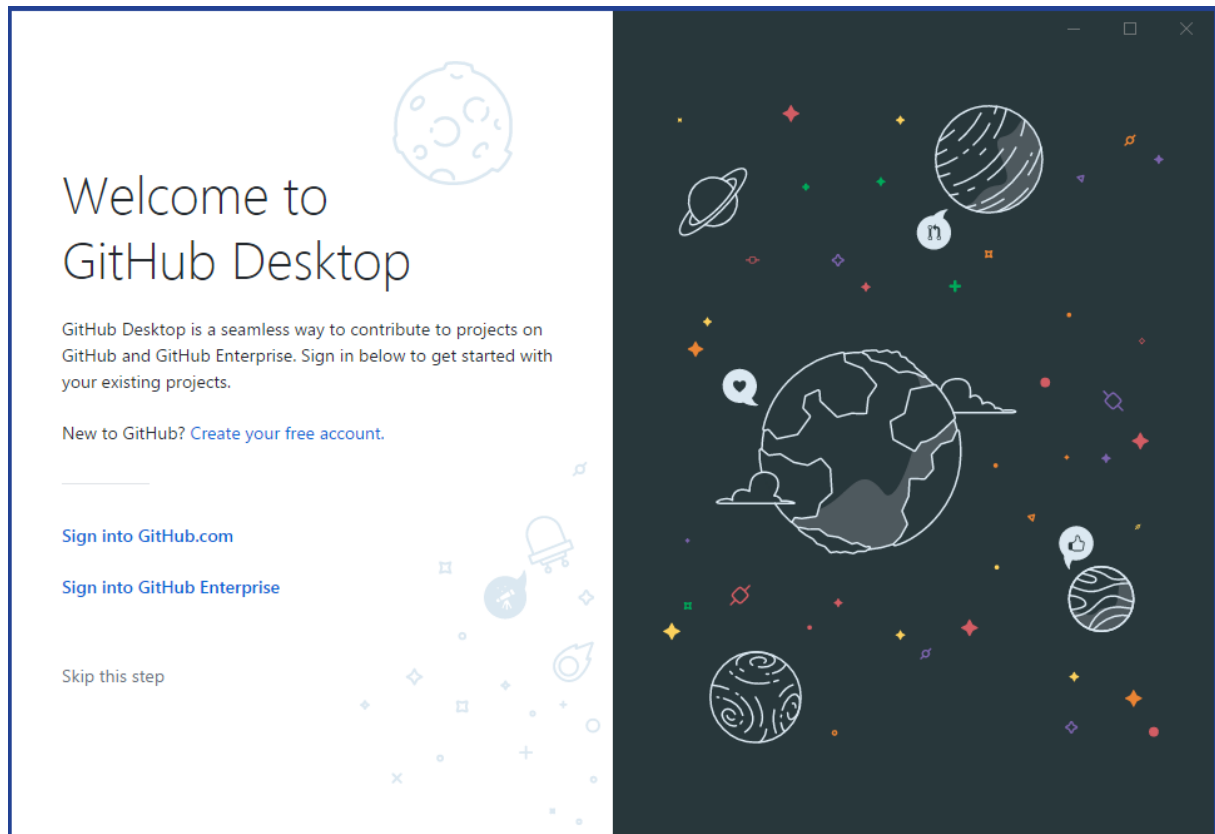 Welcome to
GitHub Desktop
GitHub Desktop is a seamless way to contribute to projects on
GitHub and GitHub Enterprise. Sign in below to get started with
your existing projects.
New to GitHub? Create your free account.
Sign into GitHub.com
Sign into GitHub Enterprise
Skip this step